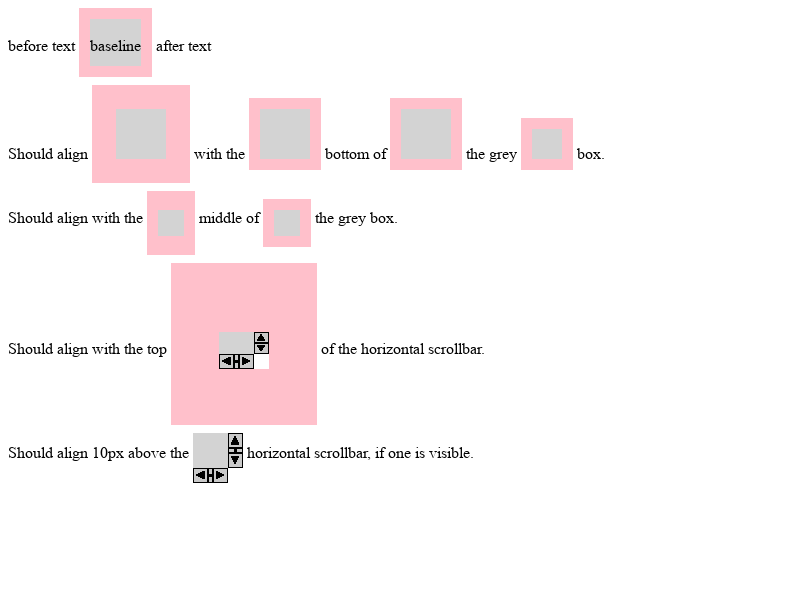 before text baseline after text
Should align with the bottom of the grey box.
Should align with the middle of the grey box.
Should align with the top of the horizontal scrollbar.
Should align 10px above the horizontal scrollbar, if one is visible.